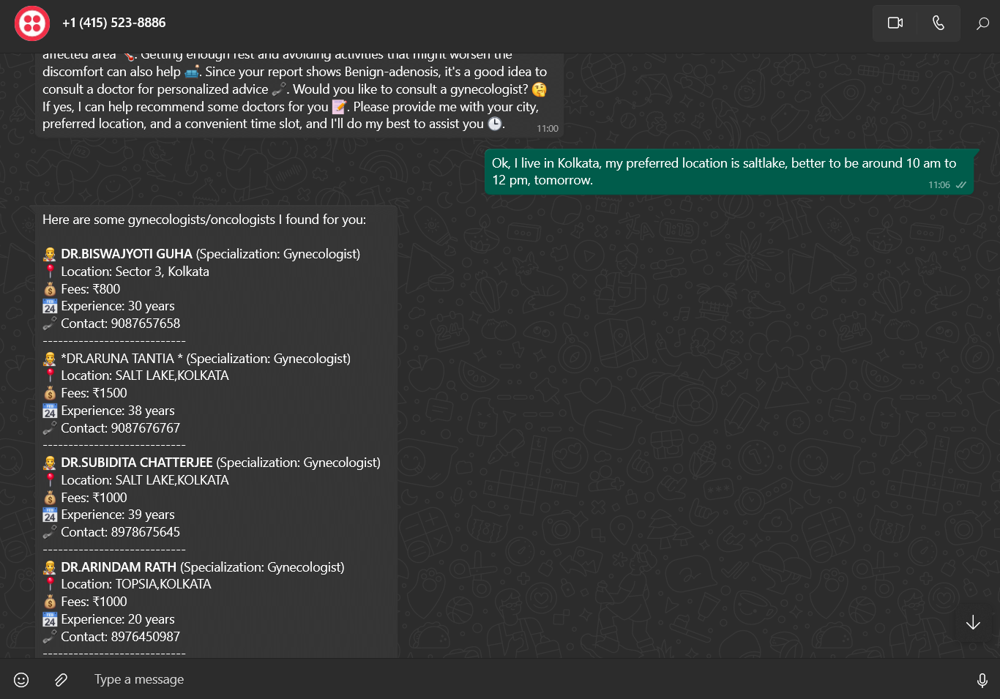 +1 (415) 523-8886
affected area 🌡️. Getting enough rest and avoiding activities that might worsen the
discomfort can also help 🛋️. Since your report shows Benign-adenosis, it's a good idea to
consult a doctor for personalized advice 📞. Would you like to consult a gynecologist? 🤔
If yes, I can help recommend some doctors for you 📝. Please provide me with your city,
preferred location, and a convenient time slot, and I'll do my best to assist you 🕒.
11:00
Ok, I live in Kolkata, my preferred location is saltlake, better to be around 10 am to
12 pm, tomorrow.
11:06
Here are some gynecologists/oncologists I found for you:
👩‍⚕️ DR.BISWAJYOTI GUHA (Specialization: Gynecologist)
📍 Location: Sector 3, Kolkata
💰 Fees: ₹800
📅 Experience: 30 years
📞 Contact: 9087657658
----------------------------
👩‍⚕️ *DR.ARUNA TANTIA * (Specialization: Gynecologist)
📍 Location: SALT LAKE,KOLKATA
💰 Fees: ₹1500
📅 Experience: 38 years
📞 Contact: 9087676767
----------------------------
👩‍⚕️ DR.SUBIDITA CHATTERJEE (Specialization: Gynecologist)
📍 Location: SALT LAKE,KOLKATA
💰 Fees: ₹1000
📅 Experience: 39 years
📞 Contact: 8978675645
----------------------------
👩‍⚕️ DR.ARINDAM RATH (Specialization: Gynecologist)
📍 Location: TOPSIA,KOLKATA
💰 Fees: ₹1000
📅 Experience: 20 years
📞 Contact: 8976450987
----------------------------
Type a message